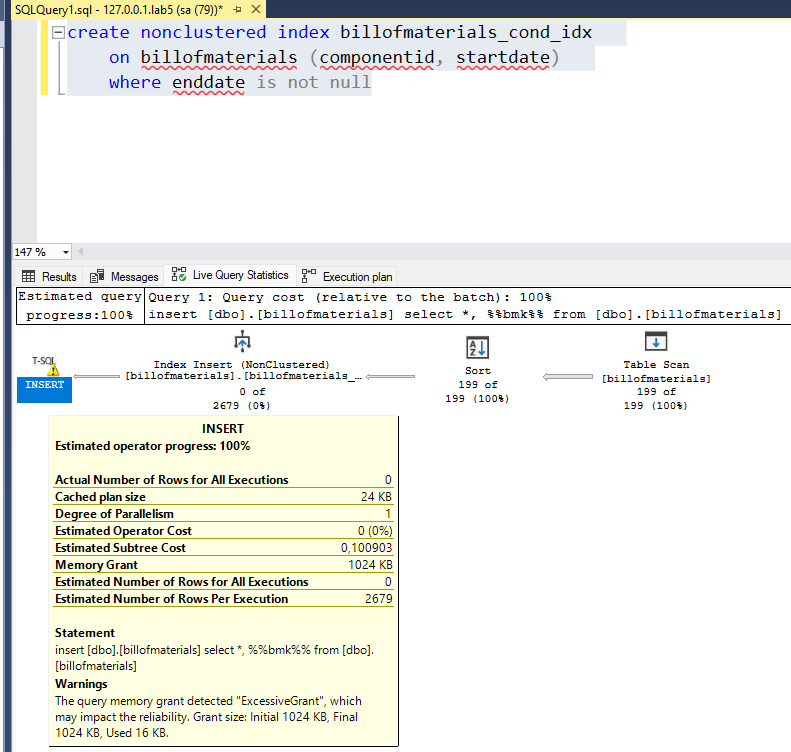 SQLQuery1.sql - 127.0.0.1.lab5 (sa (79))*
create nonclustered index billofmaterials_cond_idx
on billofmaterials (componentid, startdate)
where enddate is not null
147 %
Results Messages Live Query Statistics Execution plan
Estimated query progress:100%
Query 1: Query cost (relative to the batch): 100%
insert [dbo].[billofmaterials] select *, %%bmk%% from [dbo].[billofmaterials]
T-SQL
INSERT
Index Insert (NonClustered)
[billofmaterials].[billofmaterials_…
0 of
2679 (0%)
Sort
199 of
199 (100%)
Table Scan
[billofmaterials]
199 of
199 (100%)
INSERT
Estimated operator progress: 100%
Actual Number of Rows for All Executions 0
Cached plan size 24 KB
Degree of Parallelism 1
Estimated Operator Cost 0 (0%)
Estimated Subtree Cost 0,100903
Memory Grant 1024 KB
Estimated Number of Rows for All Executions 0
Estimated Number of Rows Per Execution 2679
Statement
insert [dbo].[billofmaterials] select *, %%bmk%% from [dbo].
[billofmaterials]
Warnings
The query memory grant detected "ExcessiveGrant", which
may impact the reliability. Grant size: Initial 1024 KB, Final
1024 KB, Used 16 KB.